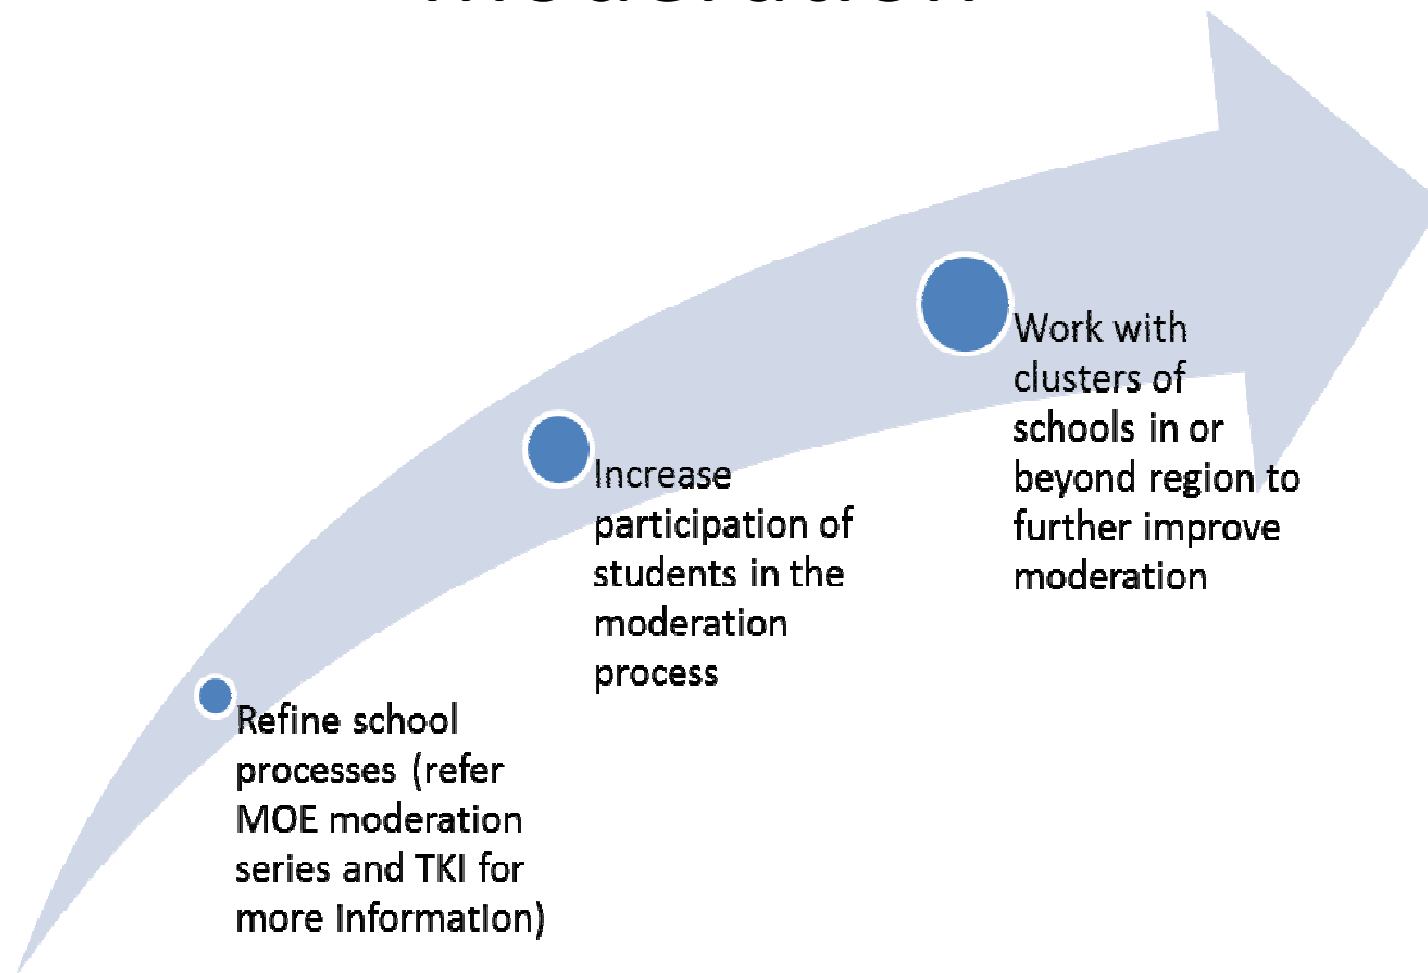 Refine school
processes (refer
MOE moderation
series and TKI for
more Information)
Increase
participation of
students in the
moderation
process
Work with
clusters of
schools in or
beyond region to
further improve
moderation